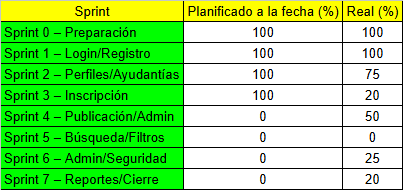 Sprint Planificado a la fecha (%) Real (%)
Sprint 0 – Preparación 100 100
Sprint 1 – Login/Registro 100 100
Sprint 2 – Perfiles/Ayudantías 100 75
Sprint 3 – Inscripción 100 20
Sprint 4 – Publicación/Admin 0 50
Sprint 5 – Búsqueda/Filtros 0 0
Sprint 6 – Admin/Seguridad 0 25
Sprint 7 – Reportes/Cierre 0 20